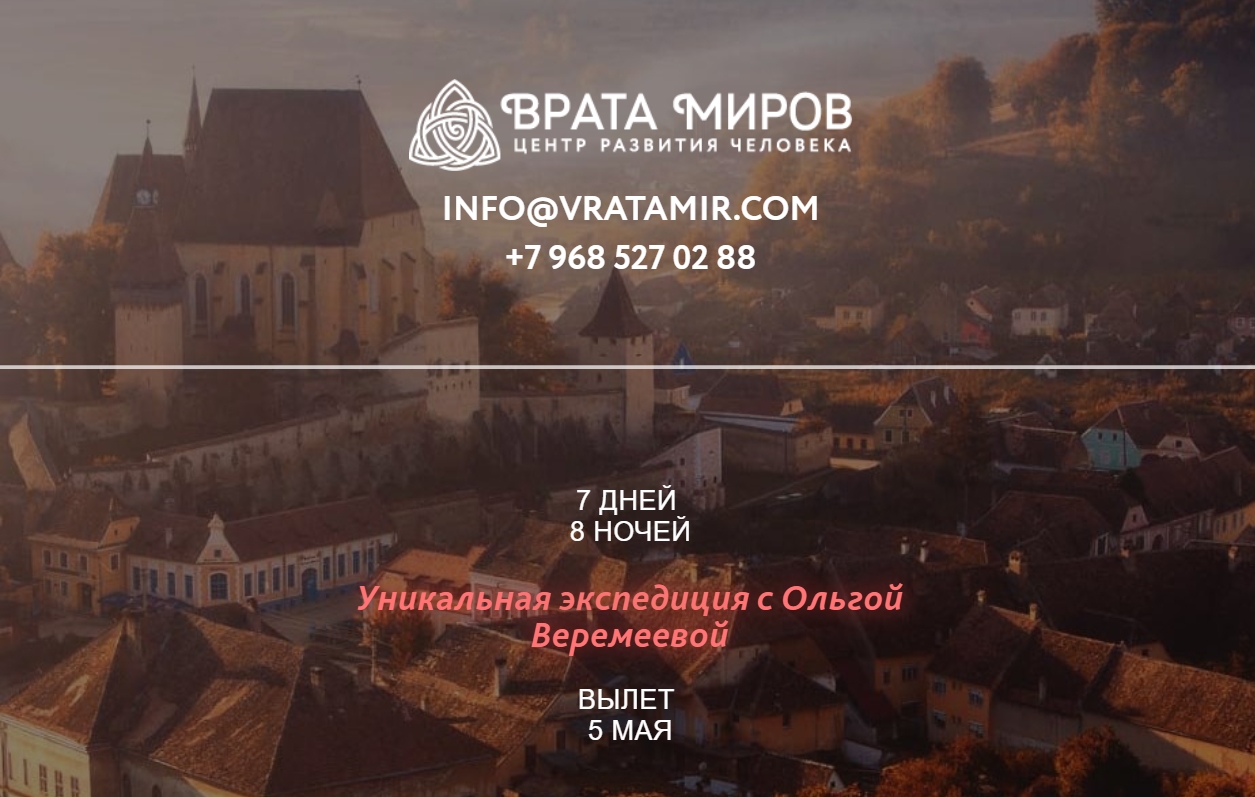 ВРАТА МИРОВ
ЦЕНТР РАЗВИТИЯ ЧЕЛОВЕКА
INFO@VRATAMIR.COM
+7 968 527 02 88
7 ДНЕЙ
8 НОЧЕЙ
Уникальная экспедиция с Ольгой
Веремеевой
ВЫЛЕТ
5 МАЯ